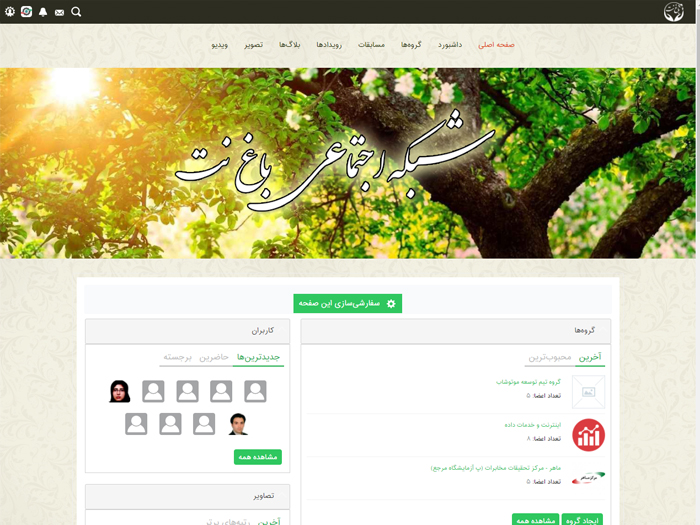 صفحه اصلی داشبورد گروه‌ها مسابقات رویدادها بلاگ‌ها تصویر ویدیو
شبکه اجتماعی باغ نت
سفارشی‌سازی این صفحه
گروه‌ها
آخرین محبوب‌ترین
گروه تیم توسعه موتوشاب
تعداد اعضا: ۵
اینترنت و خدمات داده
تعداد اعضا: ۸
ماهر - مرکز تحقیقات مخابرات (پ آزمایشگاه مرجع)
تعداد اعضا: ۵
ایجاد گروه مشاهده همه
کاربران
جدیدترین‌ها حاضرین برجسته
مشاهده همه
تصاویر
آخرین رتبه‌های برتر